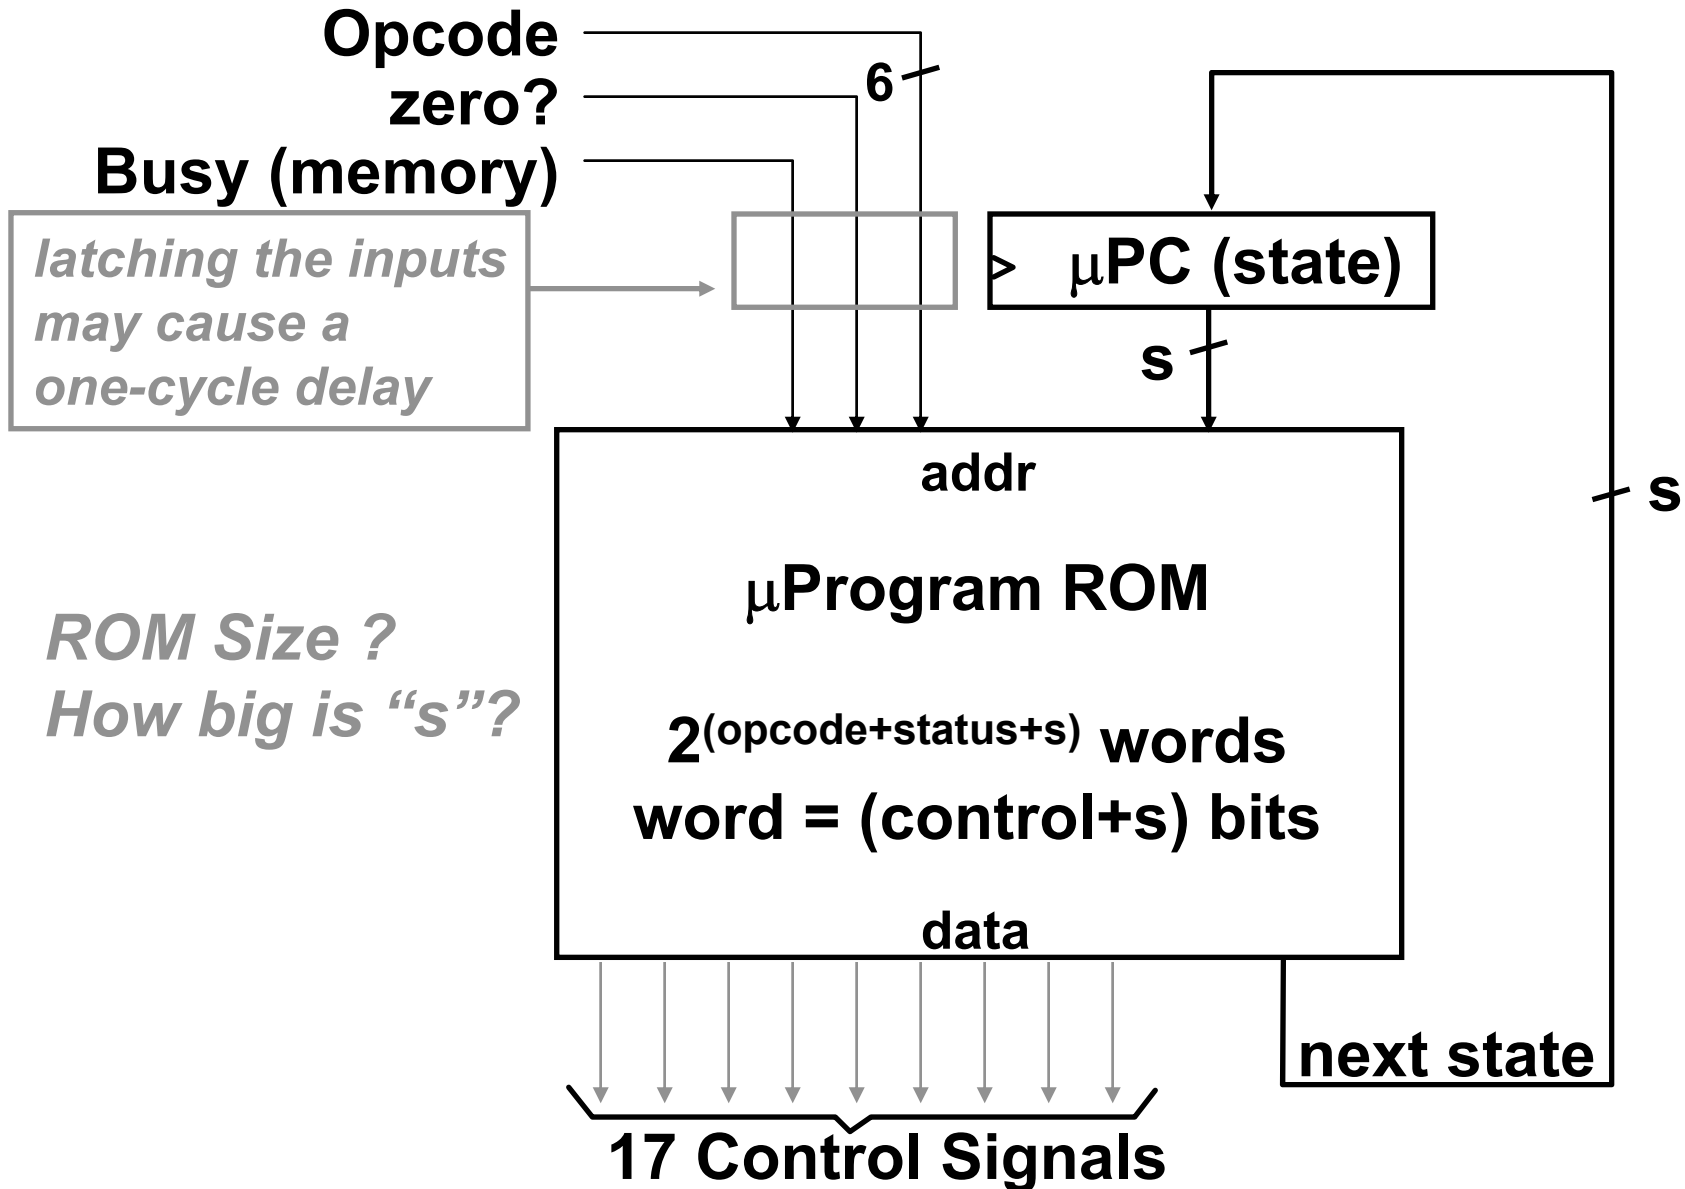 Opcode
zero?
Busy (memory)
6
latching the inputs
may cause a
one-cycle delay
μPC (state)
s
s
addr
μProgram ROM
ROM Size ?
How big is “s”?
2(opcode+status+s) words
word = (control+s) bits
data
next state
17 Control Signals